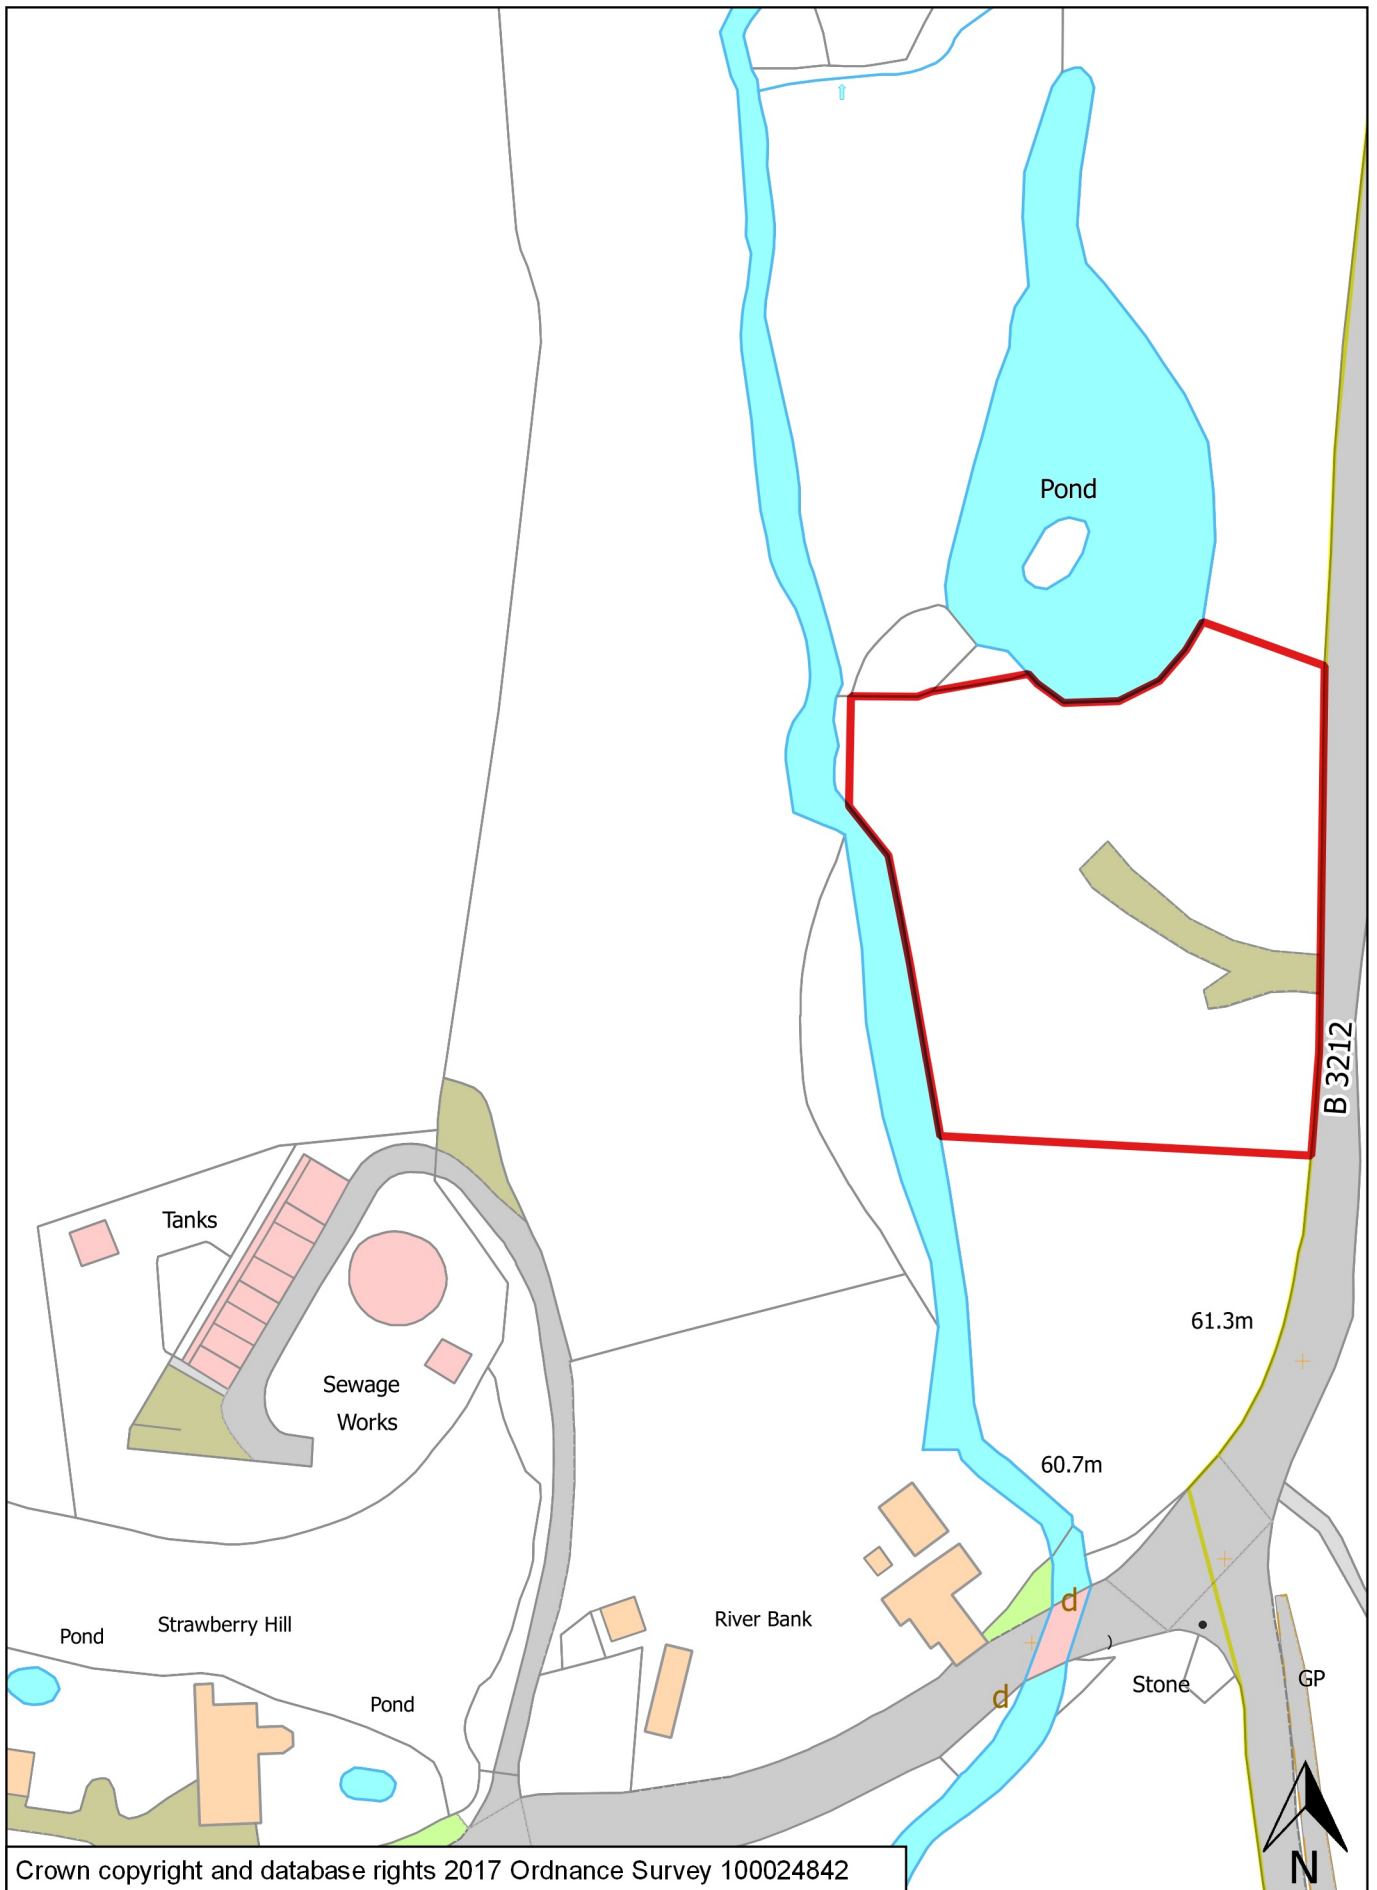 Pond
B 3212
Tanks
61.3m
Sewage
Works
60.7m
d
River Bank
Strawberry Hill
Pond
Stone
GP
d
Pond
N
Crown copyright and database rights 2017 Ordnance Survey 100024842